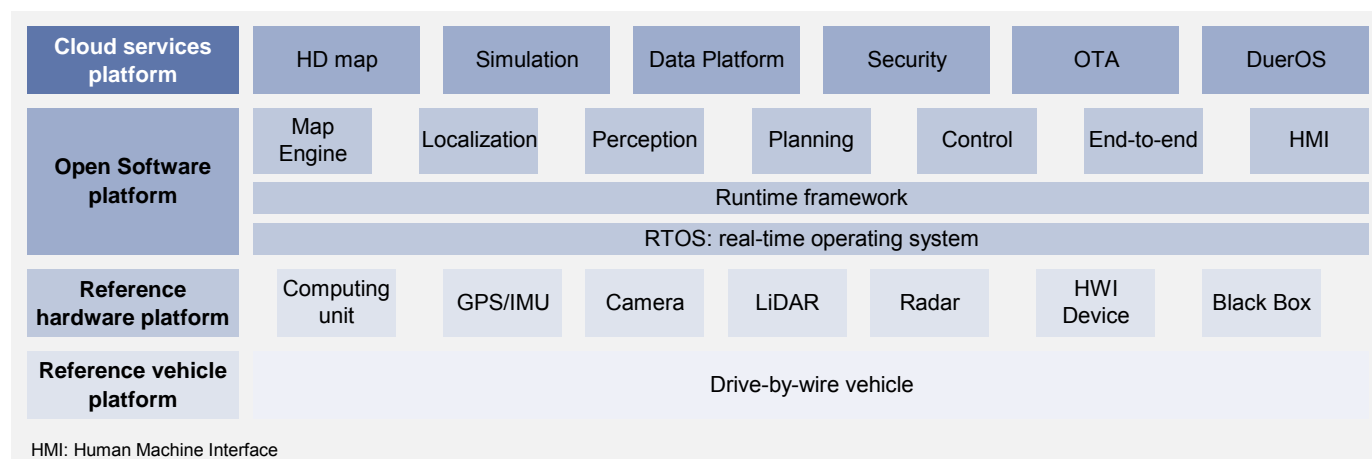 Cloud services
platform
HD map
Simulation
Data Platform
Security
OTA
DuerOS
Open Software
platform
Map
Engine
Localization
Perception
Planning
Control
End-to-end
HMI
Runtime framework
RTOS: real-time operating system
Reference
hardware platform
Computing
unit
GPS/IMU
Camera
LiDAR
Radar
HWI
Device
Black Box
Reference vehicle
platform
Drive-by-wire vehicle
HMI: Human Machine Interface